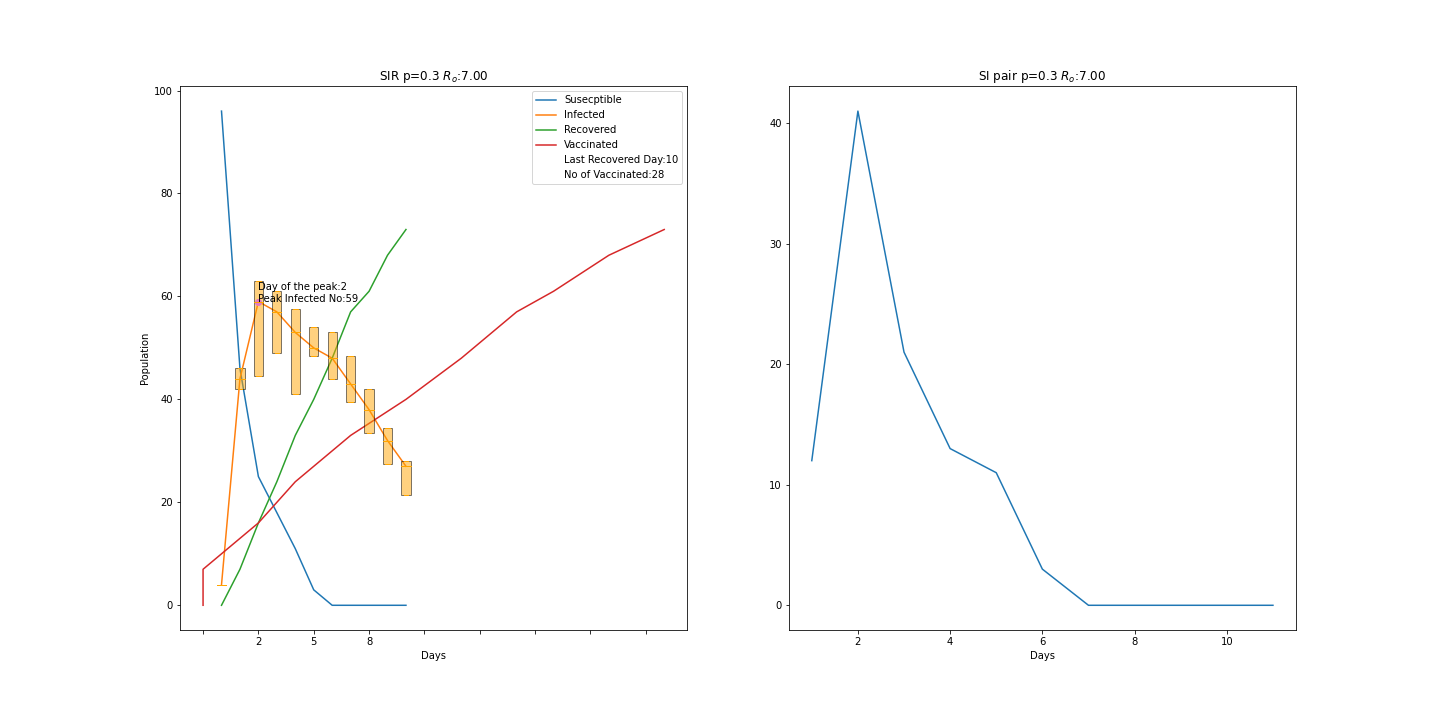 SIR p=0.3 Rₒ:7.00
100
80
60
40
20
0
Population
2
5
8
Days
Susecptible
Infected
Recovered
Vaccinated
Last Recovered Day:10
No of Vaccinated:28
Day of the peak:2
Peak Infected No:59
SI pair p=0.3 Rₒ:7.00
40
30
20
10
0
2
4
6
8
10
Days